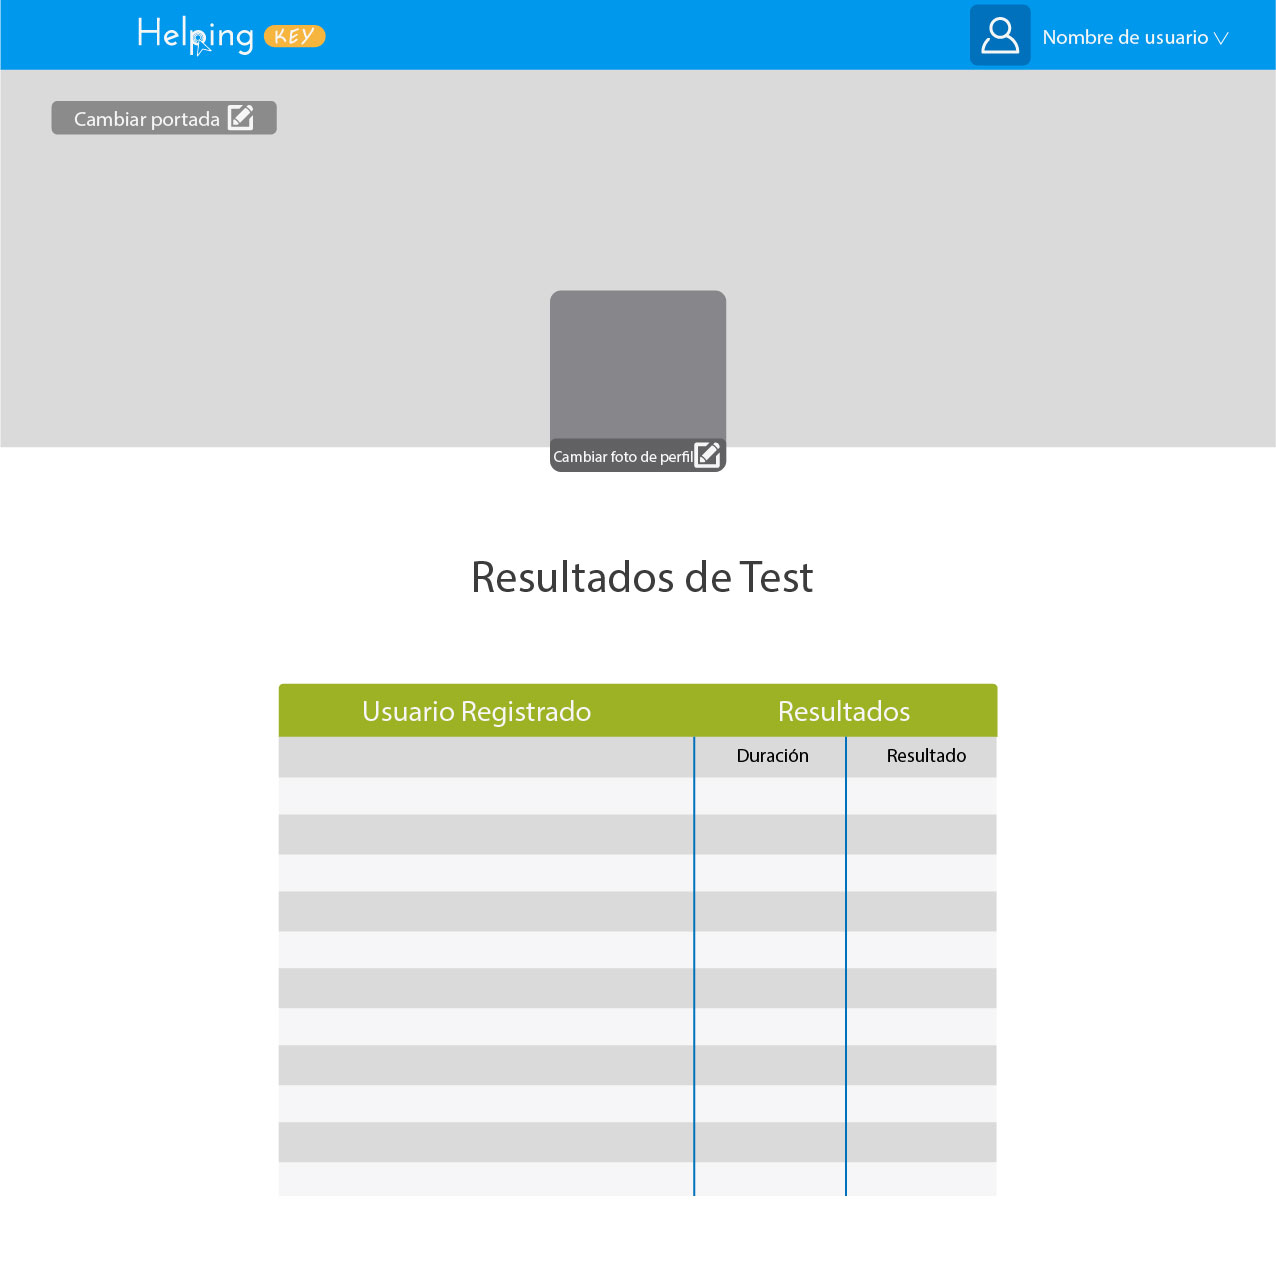 Helping KEY
Nombre de usuario
Cambiar portada
Cambiar foto de perfil
Resultados de Test
Usuario Registrado Resultados
Duración Resultado